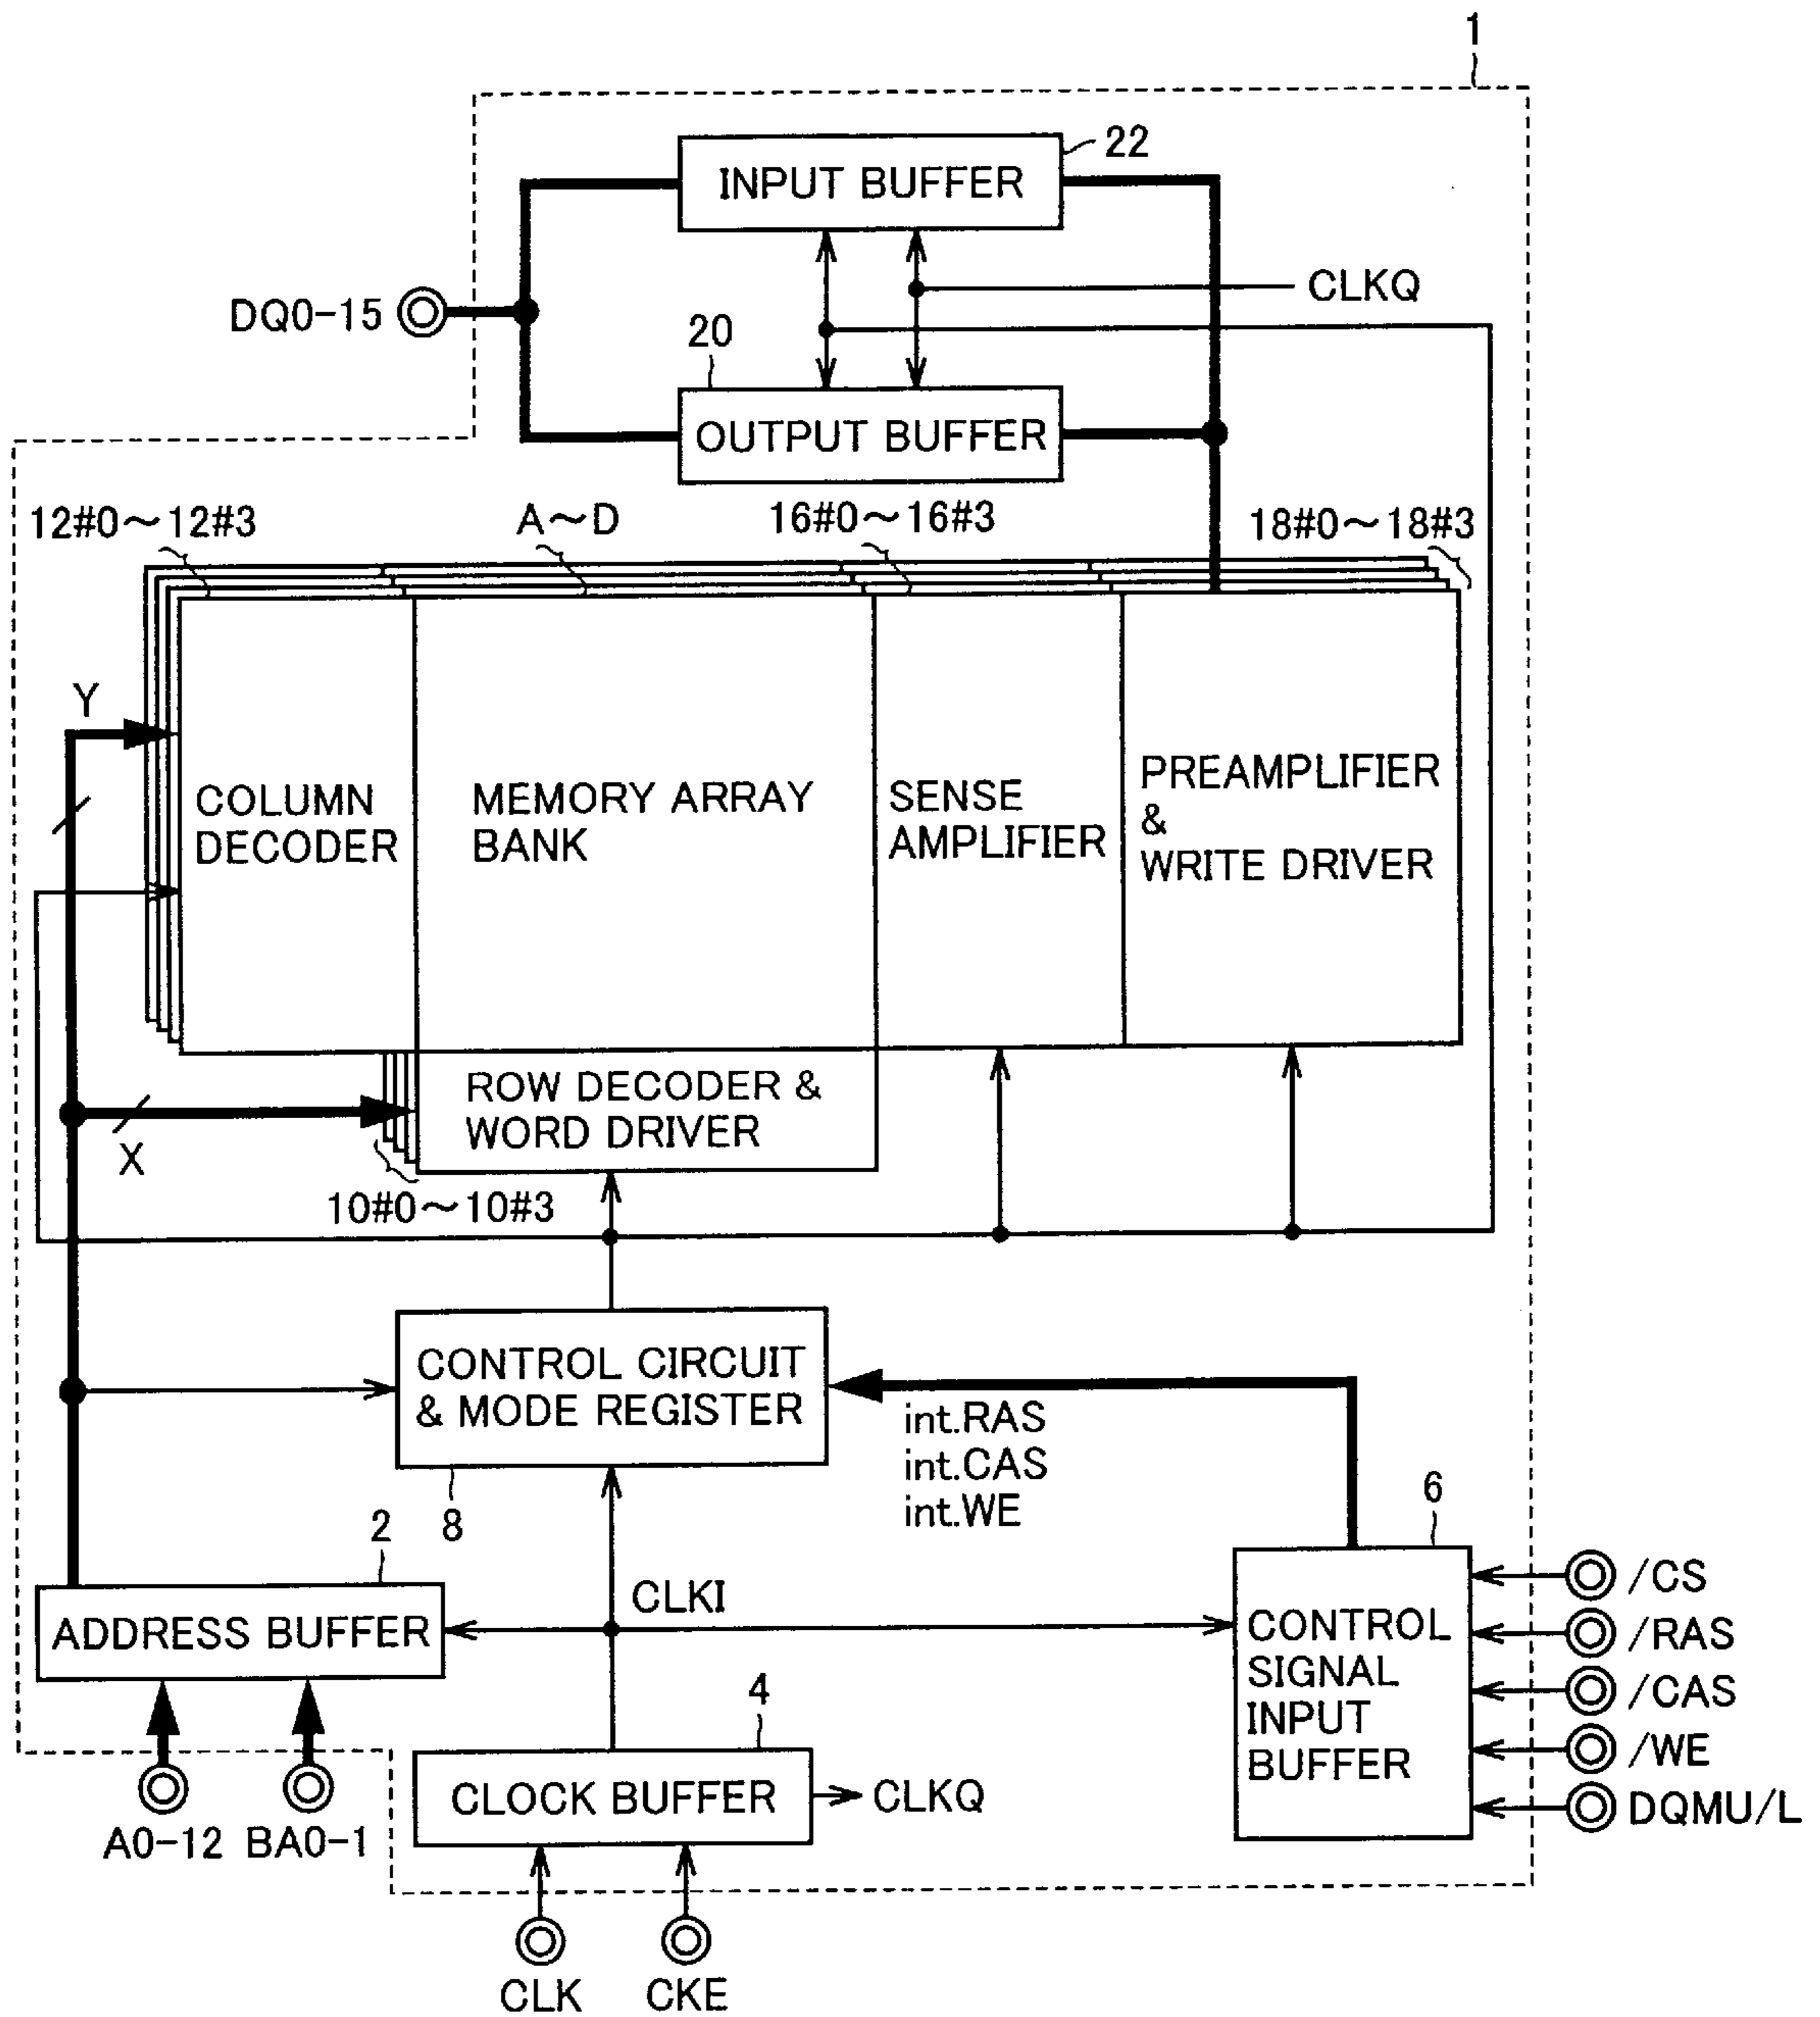 1
INPUT BUFFER
22
CLKQ
DQ0-15
20
OUTPUT BUFFER
12#0～12#3
A～D
16#0～16#3
18#0～18#3
Y
COLUMN
DECODER
MEMORY ARRAY
BANK
SENSE
AMPLIFIER
PREAMPLIFIER
&
WRITE DRIVER
ROW DECODER &
WORD DRIVER
X
10#0～10#3
CONTROL CIRCUIT
& MODE REGISTER
8
int.RAS
int.CAS
int.WE
2
ADDRESS BUFFER
CLKI
6
CONTROL
SIGNAL
INPUT
BUFFER
/CS
/RAS
/CAS
/WE
DQMU/L
4
CLOCK BUFFER
CLKQ
A0-12
BA0-1
CLK
CKE